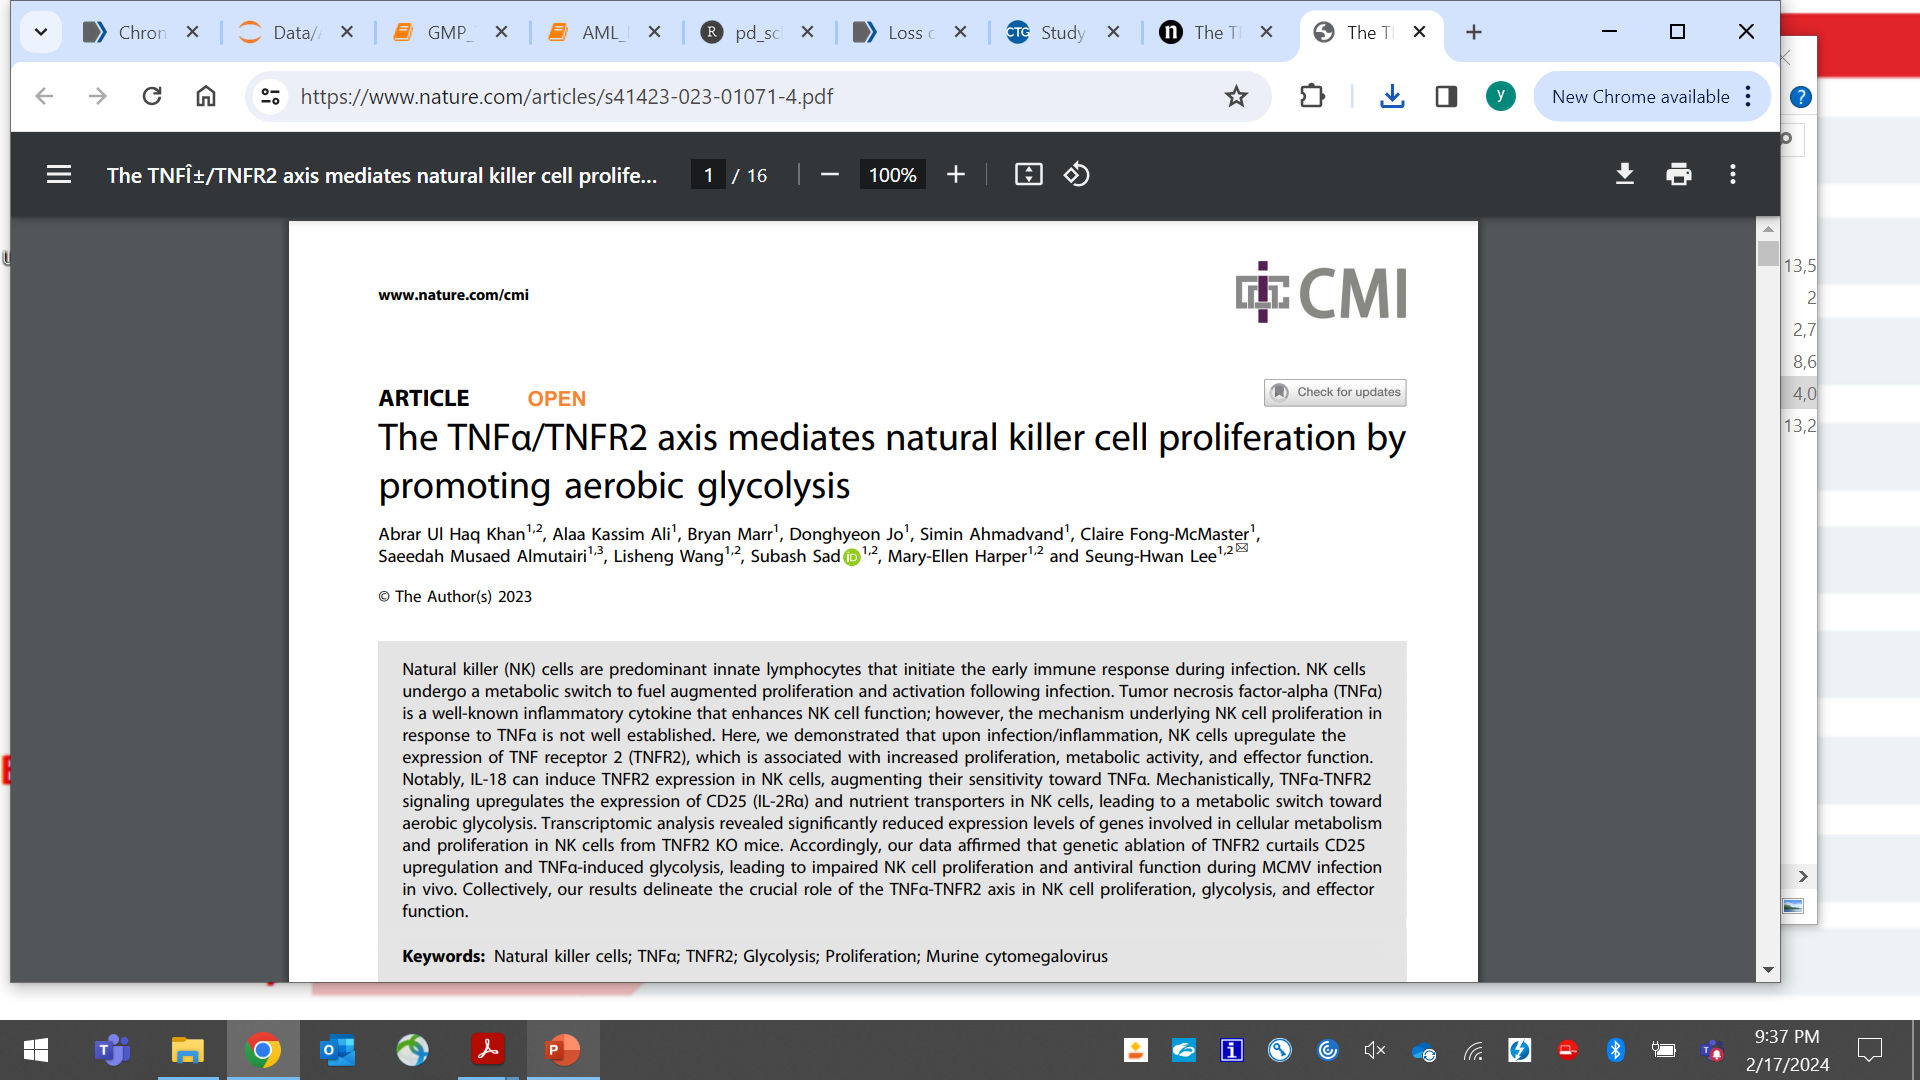 Chron
Data/
GMP_
AML_
R
pd_sc
Loss
CTG
Study
n
The T
The T
https://www.nature.com/articles/s41423-023-01071-4.pdf
y
New Chrome available
?
The TNFÎ±/TNFR2 axis mediates natural killer cell prolife...
1 / 16
100%
www.nature.com/cmi
CMI
ARTICLE OPEN
Check for updates
The TNFα/TNFR2 axis mediates natural killer cell proliferation by
promoting aerobic glycolysis
Abrar Ul Haq Khan1,2, Alaa Kassim Ali1, Bryan Marr1, Donghyeon Jo1, Simin Ahmadvand1, Claire Fong-McMaster1,
Saeedah Musaed Almutairi1,3, Lisheng Wang1,2, Subash Sad iD 1,2, Mary-Ellen Harper1,2 and Seung-Hwan Lee1,2✉
© The Author(s) 2023
Natural killer (NK) cells are predominant innate lymphocytes that initiate the early immune response during infection. NK cells
undergo a metabolic switch to fuel augmented proliferation and activation following infection. Tumor necrosis factor-alpha (TNFα)
is a well-known inflammatory cytokine that enhances NK cell function; however, the mechanism underlying NK cell proliferation in
response to TNFα is not well established. Here, we demonstrated that upon infection/inflammation, NK cells upregulate the
expression of TNF receptor 2 (TNFR2), which is associated with increased proliferation, metabolic activity, and effector function.
Notably, IL-18 can induce TNFR2 expression in NK cells, augmenting their sensitivity toward TNFα. Mechanistically, TNFα-TNFR2
signaling upregulates the expression of CD25 (IL-2Rα) and nutrient transporters in NK cells, leading to a metabolic switch toward
aerobic glycolysis. Transcriptomic analysis revealed significantly reduced expression levels of genes involved in cellular metabolism
and proliferation in NK cells from TNFR2 KO mice. Accordingly, our data affirmed that genetic ablation of TNFR2 curtails CD25
upregulation and TNFα-induced glycolysis, leading to impaired NK cell proliferation and antiviral function during MCMV infection
in vivo. Collectively, our results delineate the crucial role of the TNFα-TNFR2 axis in NK cell proliferation, glycolysis, and effector
function.
Keywords: Natural killer cells; TNFα; TNFR2; Glycolysis; Proliferation; Murine cytomegalovirus
13,5
2
2,7
8,6
4,0
13,2
9:37 PM
2/17/2024